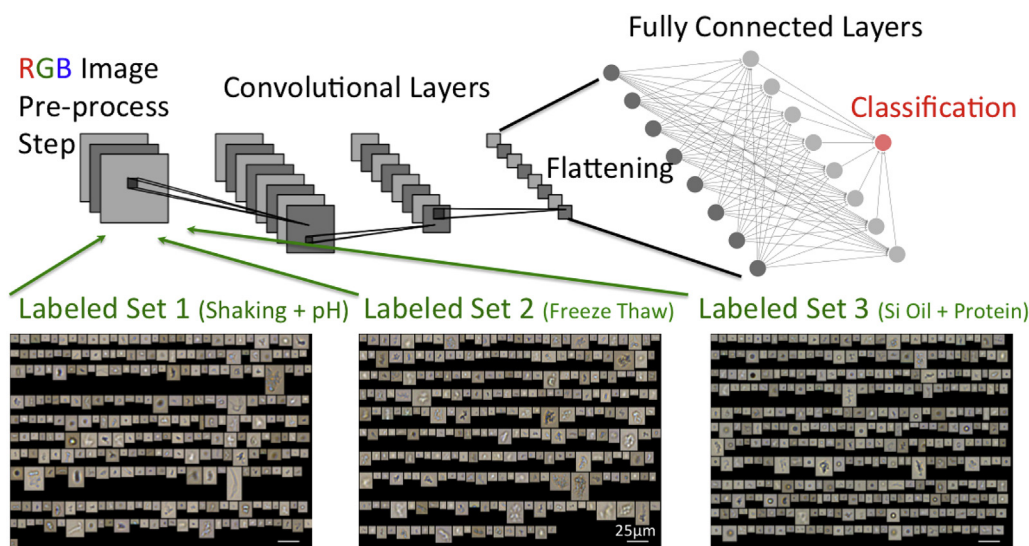 Fully Connected Layers
RGB Image
Pre-process
Step
Convolutional Layers
Classification
Flattening
Labeled Set 1 (Shaking + pH)
Labeled Set 2 (Freeze Thaw)
Labeled Set 3 (Si Oil + Protein)
25µm